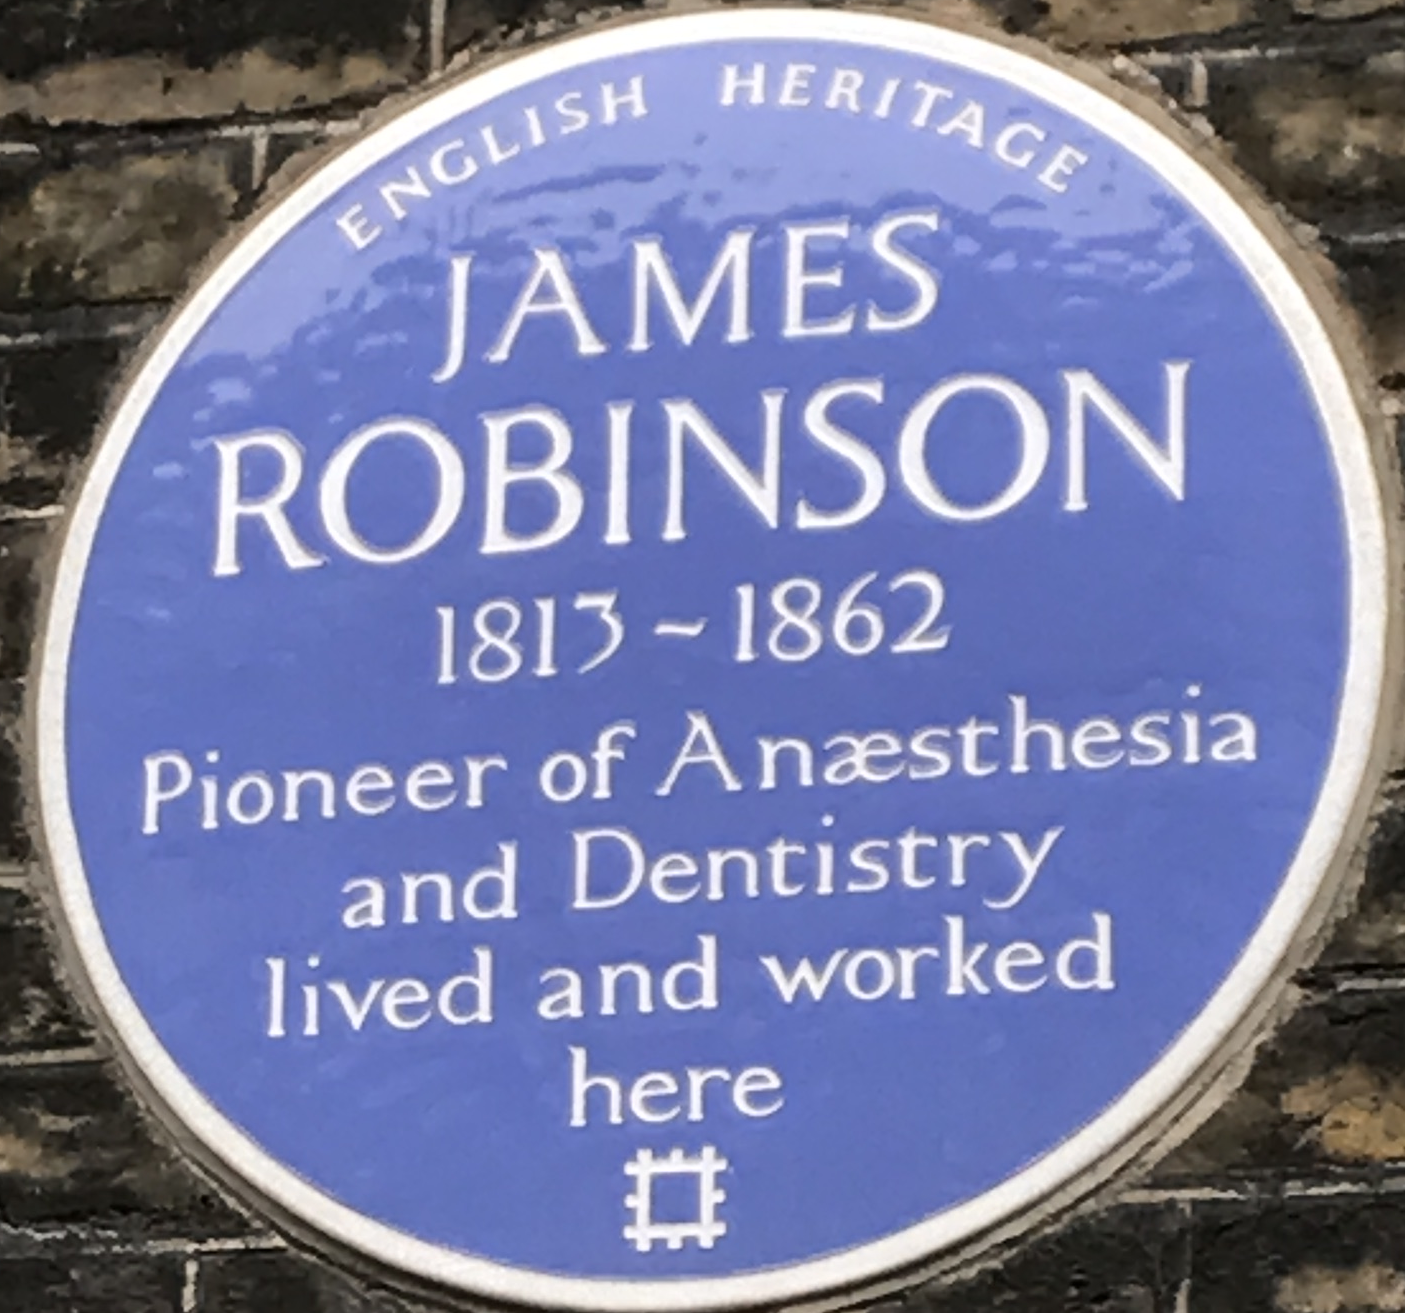 ENGLISH HERITAGE
JAMES
ROBINSON
1813 ~ 1862
Pioneer of Anæsthesia
and Dentistry
lived and worked
here